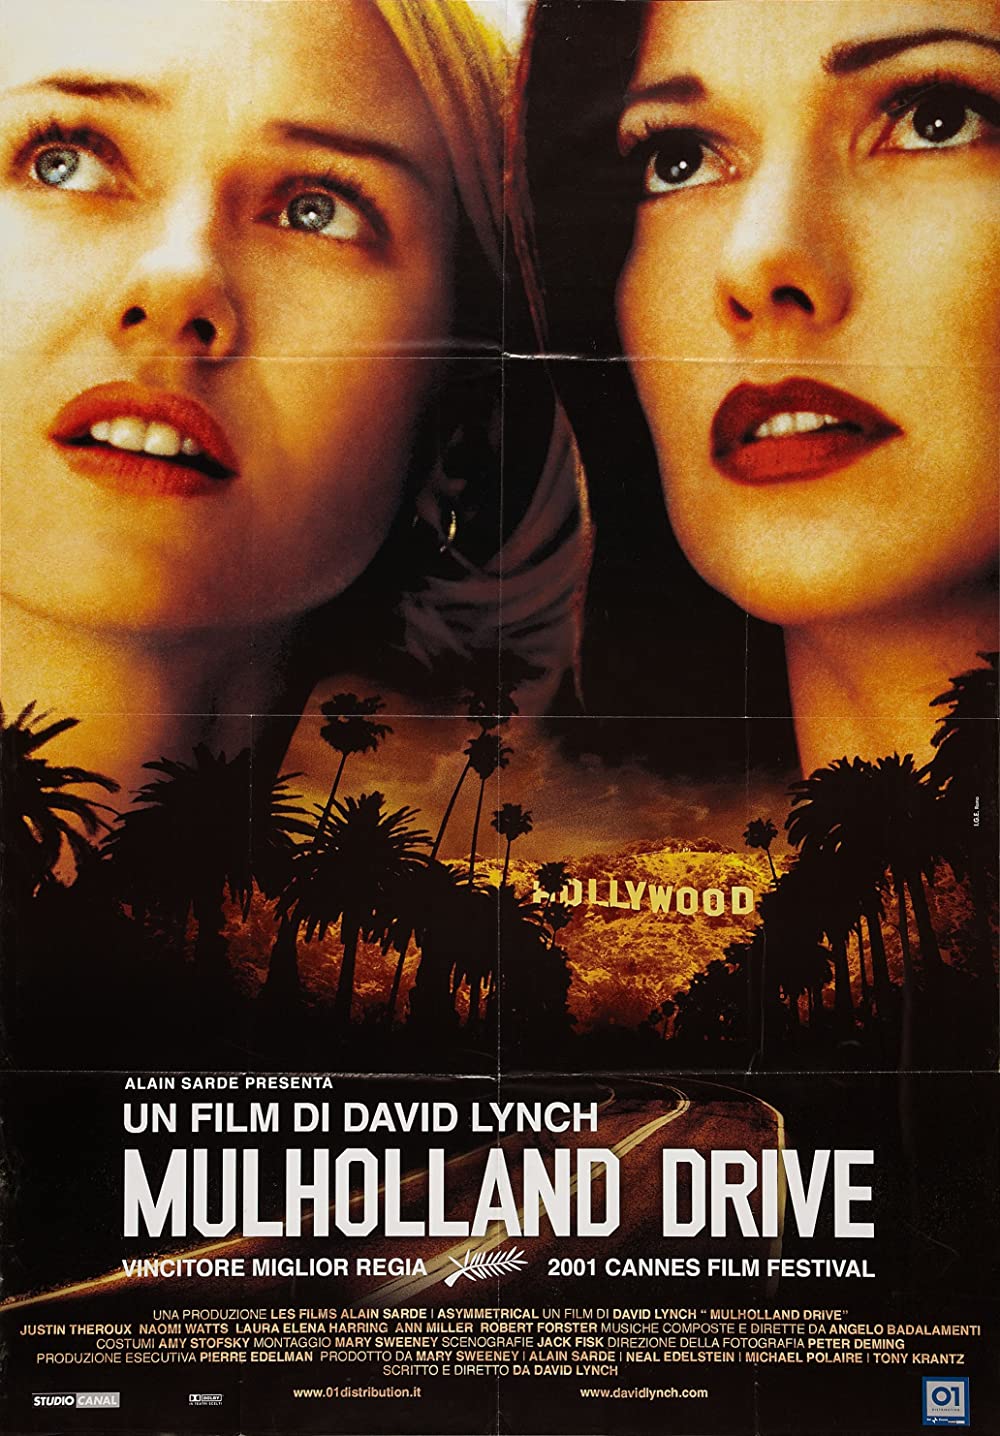 HOLLYWOOD
I.G.E. Roma
ALAIN SARDE PRESENTA
UN FILM DI DAVID LYNCH
MULHOLLAND DRIVE
VINCITORE MIGLIOR REGIA 2001 CANNES FILM FESTIVAL
UNA PRODUZIONE LES FILMS ALAIN SARDE | ASYMMETRICAL UN FILM DI DAVID LYNCH “ MULHOLLAND DRIVE”
JUSTIN THEROUX NAOMI WATTS LAURA ELENA HARRING ANN MILLER ROBERT FORSTER MUSICHE COMPOSTE E DIRETTE DA ANGELO BADALAMENTI
COSTUMI AMY STOFSKY MONTAGGIO MARY SWEENEY SCENOGRAFIE JACK FISK DIREZIONE DELLA FOTOGRAFIA PETER DEMING
PRODUZIONE ESECUTIVA PIERRE EDELMAN PRODOTTO DA MARY SWEENEY | ALAIN SARDE | NEAL EDELSTEIN | MICHAEL POLAIRE | TONY KRANTZ
SCRITTO E DIRETTO DA DAVID LYNCH
STUDIO CANAL DOLBY www.01distribution.it www.davidlynch.com 01
DISTRIBUTION